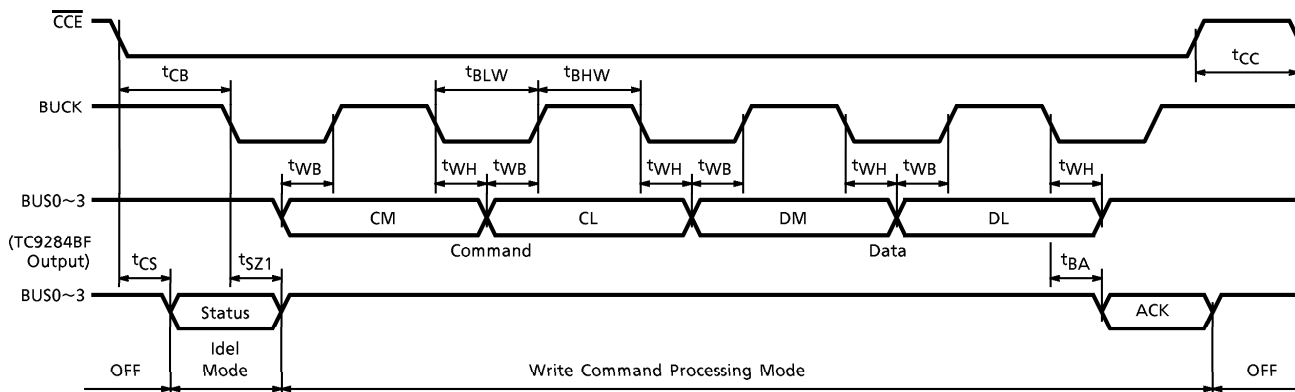 CCE
tCC
tCB
tBLW
tBHW
BUCK
tWB
tWH
tWB
tWH
tWB
tWH
tWB
tWH
BUS0~3
CM
CL
DM
DL
(TC9284BF
Output)
Command
Data
tCS
tSZ1
tBA
BUS0~3
Status
ACK
OFF
Idel
Mode
Write Command Processing Mode
OFF